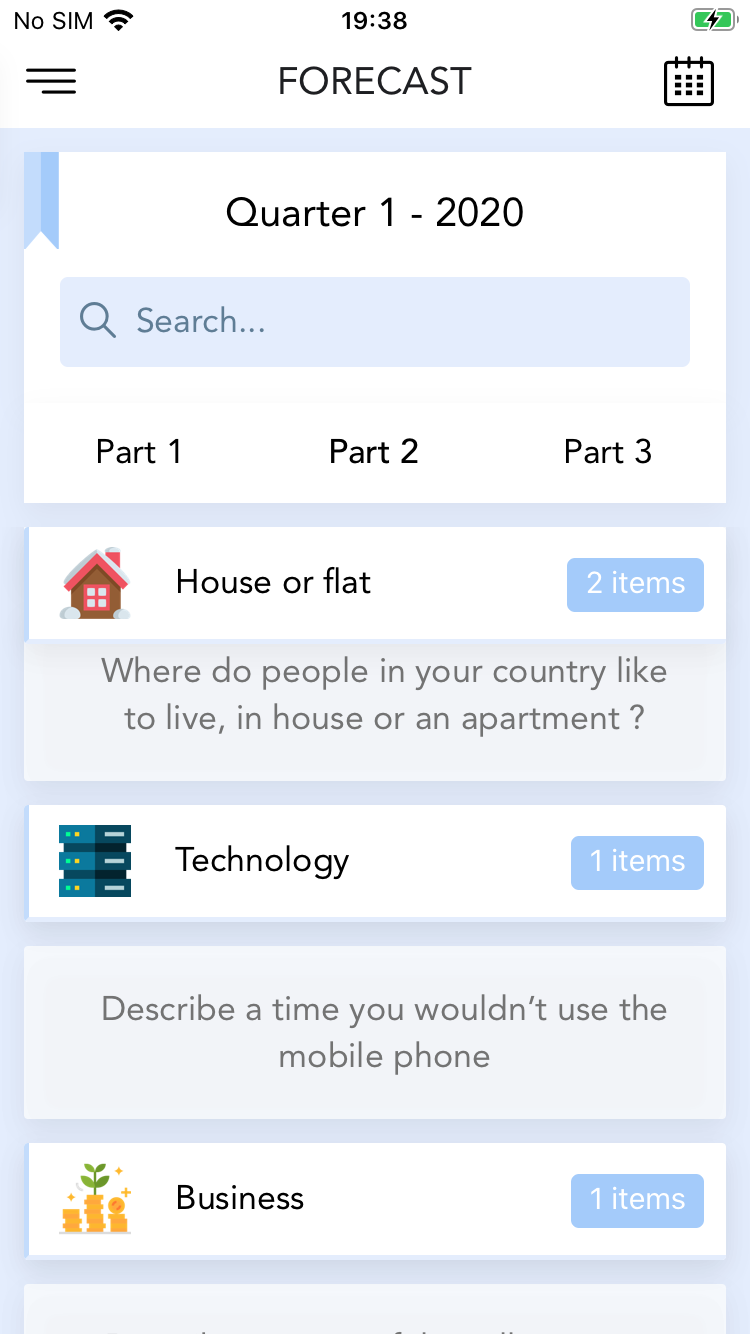 No SIM 19:38
FORECAST
Quarter 1 - 2020
Search...
Part 1 Part 2 Part 3
House or flat 2 items
Where do people in your country like
to live, in house or an apartment ?
Technology 1 items
Describe a time you wouldn’t use the
mobile phone
Business 1 items